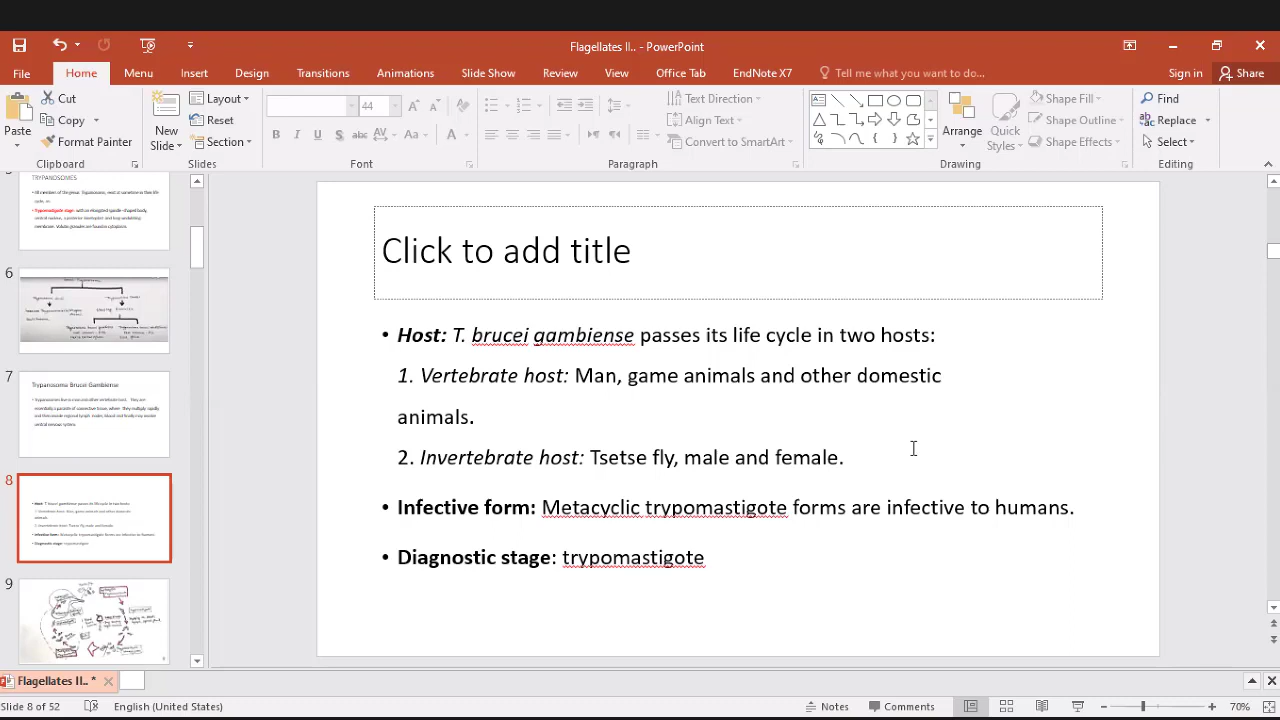 Flagellates II.. - PowerPoint
File Home Menu Insert Design Transitions Animations Slide Show Review View Office Tab EndNote X7 Tell me what you want to do... Sign in Share
Paste
Cut
Copy
Format Painter
Clipboard
New Slide
Layout
Reset
Section
Slides
44
Font
Text Direction
Align Text
Convert to SmartArt
Paragraph
Arrange
Quick Styles
Shape Fill
Shape Outline
Shape Effects
Drawing
Find
Replace
Select
Editing
TRYPANOSOMES
6
7
Trypanosoma Brucei Gambiense
8
9
Click to add title
• Host: T. brucei gambiense passes its life cycle in two hosts:
1. Vertebrate host: Man, game animals and other domestic
animals.
2. Invertebrate host: Tsetse fly, male and female.
• Infective form: Metacyclic trypomastigote forms are infective to humans.
• Diagnostic stage: trypomastigote
Flagellates II.. *
Slide 8 of 52 English (United States) Notes Comments 70%